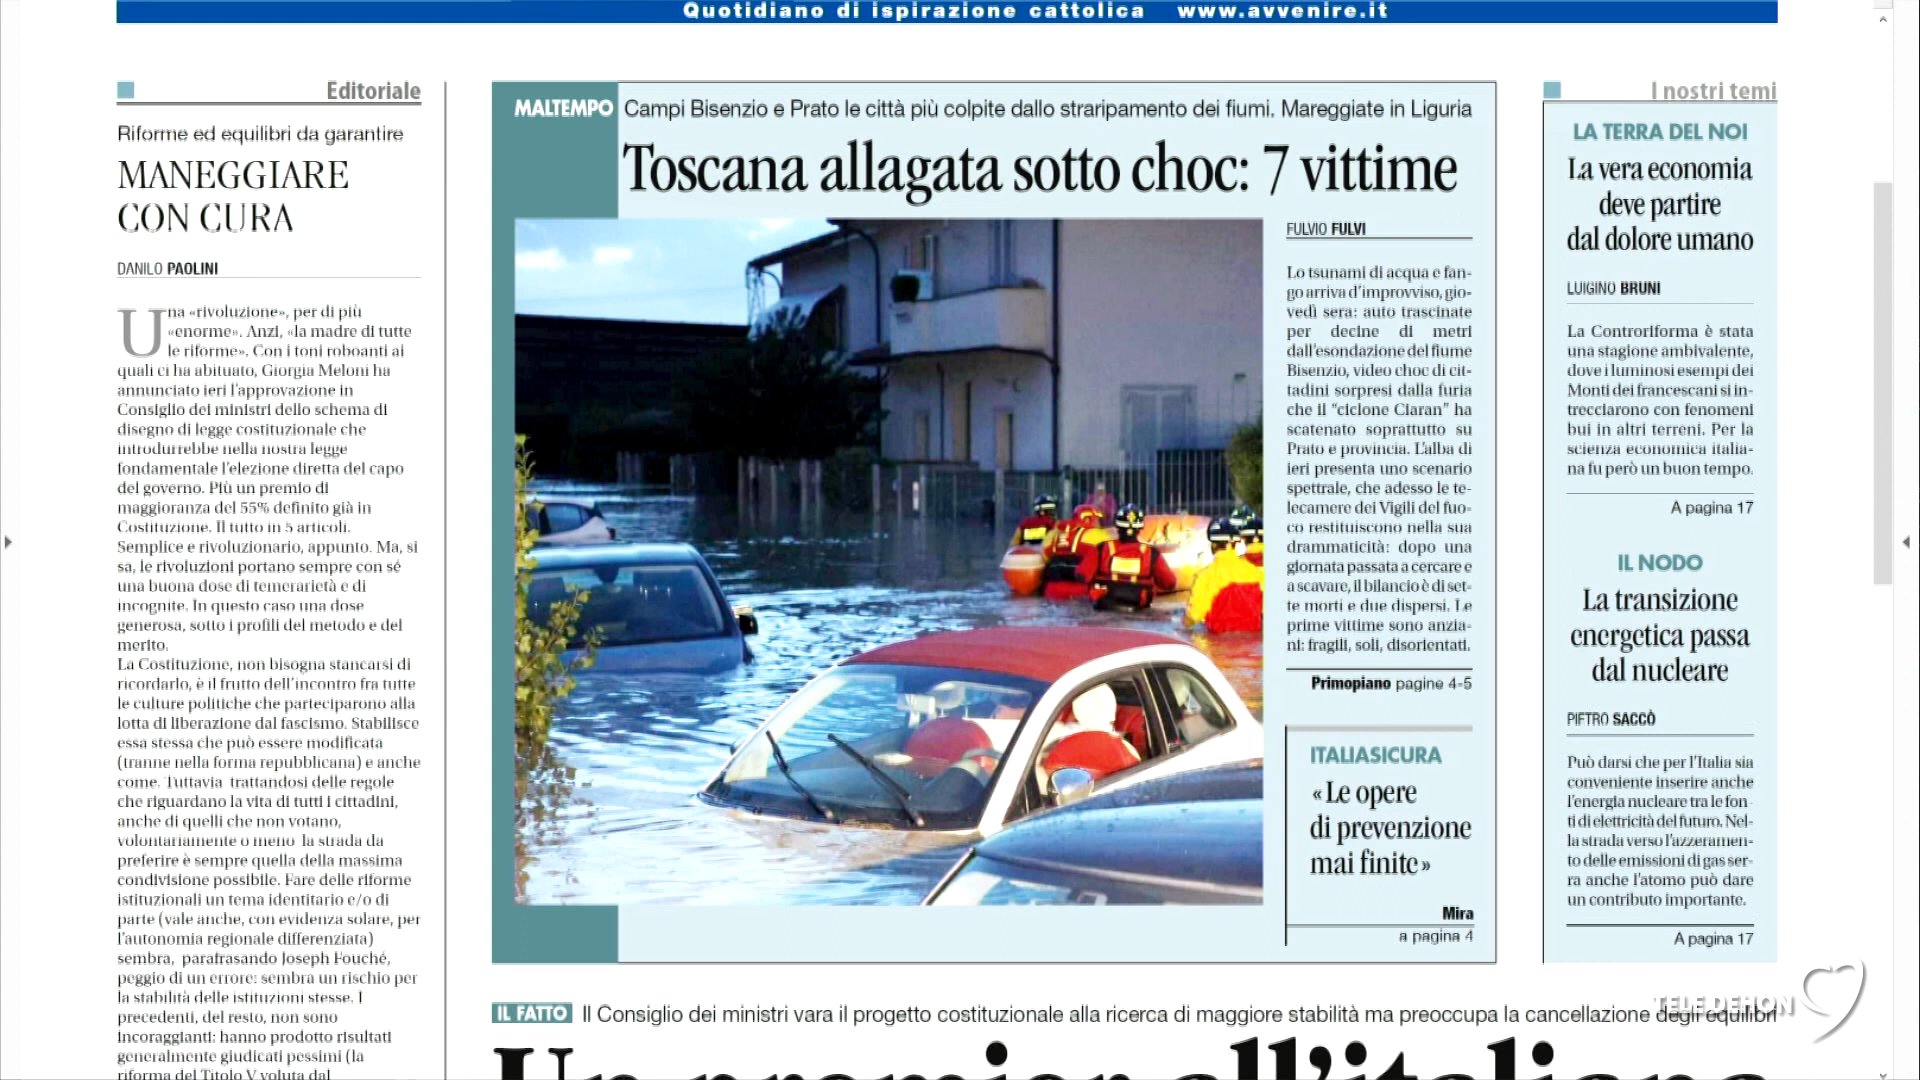 Quotidiano di ispirazione cattolica www.avvenire.it
Editoriale
Riforme ed equilibri da garantire
MANEGGIARE
CON CURA
DANILO PAOLINI
Una «rivoluzione», per di più
«enorme». Anzi, «la madre di tutte
le riforme». Con i toni roboanti ai
quali ci ha abituato, Giorgia Meloni ha
annunciato ieri l'approvazione in
Consiglio dei ministri dello schema di
disegno di legge costituzionale che
introdurrebbe nella nostra legge
fondamentale l'elezione diretta del capo
del governo. Più un premio di
maggioranza del 55% definito già in
Costituzione. Il tutto in 5 articoli.
Semplice e rivoluzionario, appunto. Ma, si
sa, le rivoluzioni portano sempre con sé
una buona dose di temerarietà e di
incognite. In questo caso una dose
generosa, sotto i profili del metodo e del
merito.
La Costituzione, non bisogna stancarsi di
ricordarlo, è il frutto dell'incontro fra tutte
le culture politiche che parteciparono alla
lotta di liberazione dal fascismo. Stabilisce
essa stessa che può essere modificata
(tranne nella forma repubblicana) e anche
come. Tuttavia trattandosi delle regole
che riguardano la vita di tutti i cittadini,
anche di quelli che non votano,
volontariamente o meno la strada da
preferire è sempre quella della massima
condivisione possibile. Fare delle riforme
istituzionali un tema identitario e/o di
parte (vale anche, con evidenza solare, per
l'autonomia regionale differenziata)
sembra, parafrasando Joseph Fouché,
peggio di un errore: sembra un rischio per
la stabilità delle istituzioni stesse. I
precedenti, del resto, non sono
incoraggianti: hanno prodotto risultati
generalmente giudicati pessimi (la
riforma del Titolo V voluta dal
MALTEMPO Campi Bisenzio e Prato le città più colpite dallo straripamento dei fiumi. Mareggiate in Liguria
Toscana allagata sotto choc: 7 vittime
FULVIO FULVI
Lo tsunami di acqua e fan-
go arriva d'improvviso, gio-
vedì sera: auto trascinate
per decine di metri
dall'esondazione del fiume
Bisenzio, video choc di cit-
tadini sorpresi dalla furia
che il "ciclone Ciaran" ha
scatenato soprattutto su
Prato e provincia. L'alba di
ieri presenta uno scenario
spettrale, che adesso le te-
lecamere dei Vigili del fuo-
co restituiscono nella sua
drammaticità: dopo una
giornata passata a cercare e
a scavare, il bilancio è di set-
te morti e due dispersi. Le
prime vittime sono anzia-
ni: fragili, soli, disorientati.
Primopiano pagine 4-5
ITALIASICURA
«Le opere
di prevenzione
mai finite»
Mira
a pagina 4
I nostri temi
LA TERRA DEL NOI
La vera economia
deve partire
dal dolore umano
LUIGINO BRUNI
La Controriforma è stata
una stagione ambivalente,
dove i luminosi esempi dei
Monti dei francescani si in-
trecciarono con fenomeni
bui in altri terreni. Per la
scienza economica italia-
na fu però un buon tempo.
A pagina 17
IL NODO
La transizione
energetica passa
dal nucleare
PIETRO SACCÒ
Può darsi che per l'Italia sia
conveniente inserire anche
l'energia nucleare tra le fon-
ti di elettricità del futuro. Nel-
la strada verso l'azzeramen-
to delle emissioni di gas ser-
ra anche l'atomo può dare
un contributo importante.
A pagina 17
IL FATTO Il Consiglio dei ministri vara il progetto costituzionale alla ricerca di maggiore stabilità ma preoccupa la cancellazione degli equilibri
Un premier all'italiana
TELE DEHON